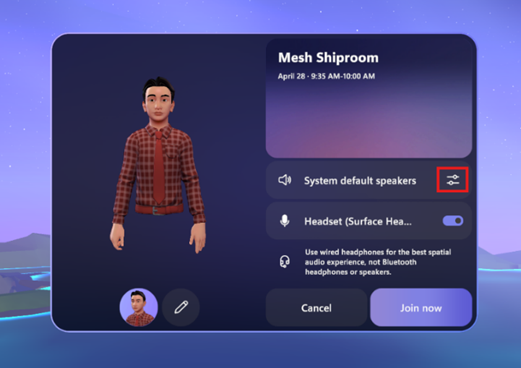 Mesh Shiproom
April 28 · 9:35 AM-10:00 AM
System default speakers
Headset (Surface Hea...
Use wired headphones for the best spatial
audio experience, not Bluetooth
headphones or speakers.
Cancel
Join now